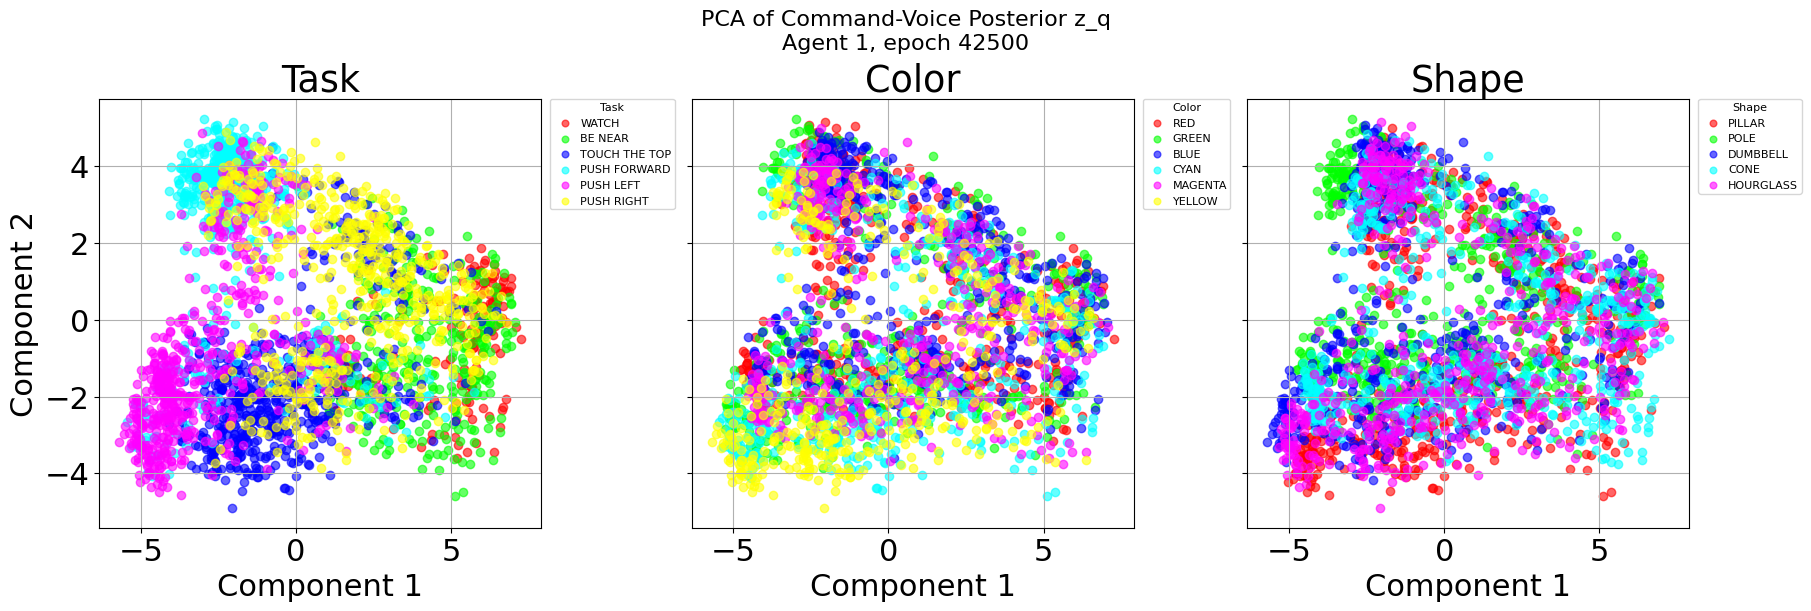 PCA of Command-Voice Posterior z_q
Agent 1, epoch 42500
Task
Component 2
4
2
0
−2
−4
−5
0
5
Component 1
Task
WATCH
BE NEAR
TOUCH THE TOP
PUSH FORWARD
PUSH LEFT
PUSH RIGHT
Color
−5
0
5
Component 1
Color
RED
GREEN
BLUE
CYAN
MAGENTA
YELLOW
Shape
−5
0
5
Component 1
Shape
PILLAR
POLE
DUMBBELL
CONE
HOURGLASS